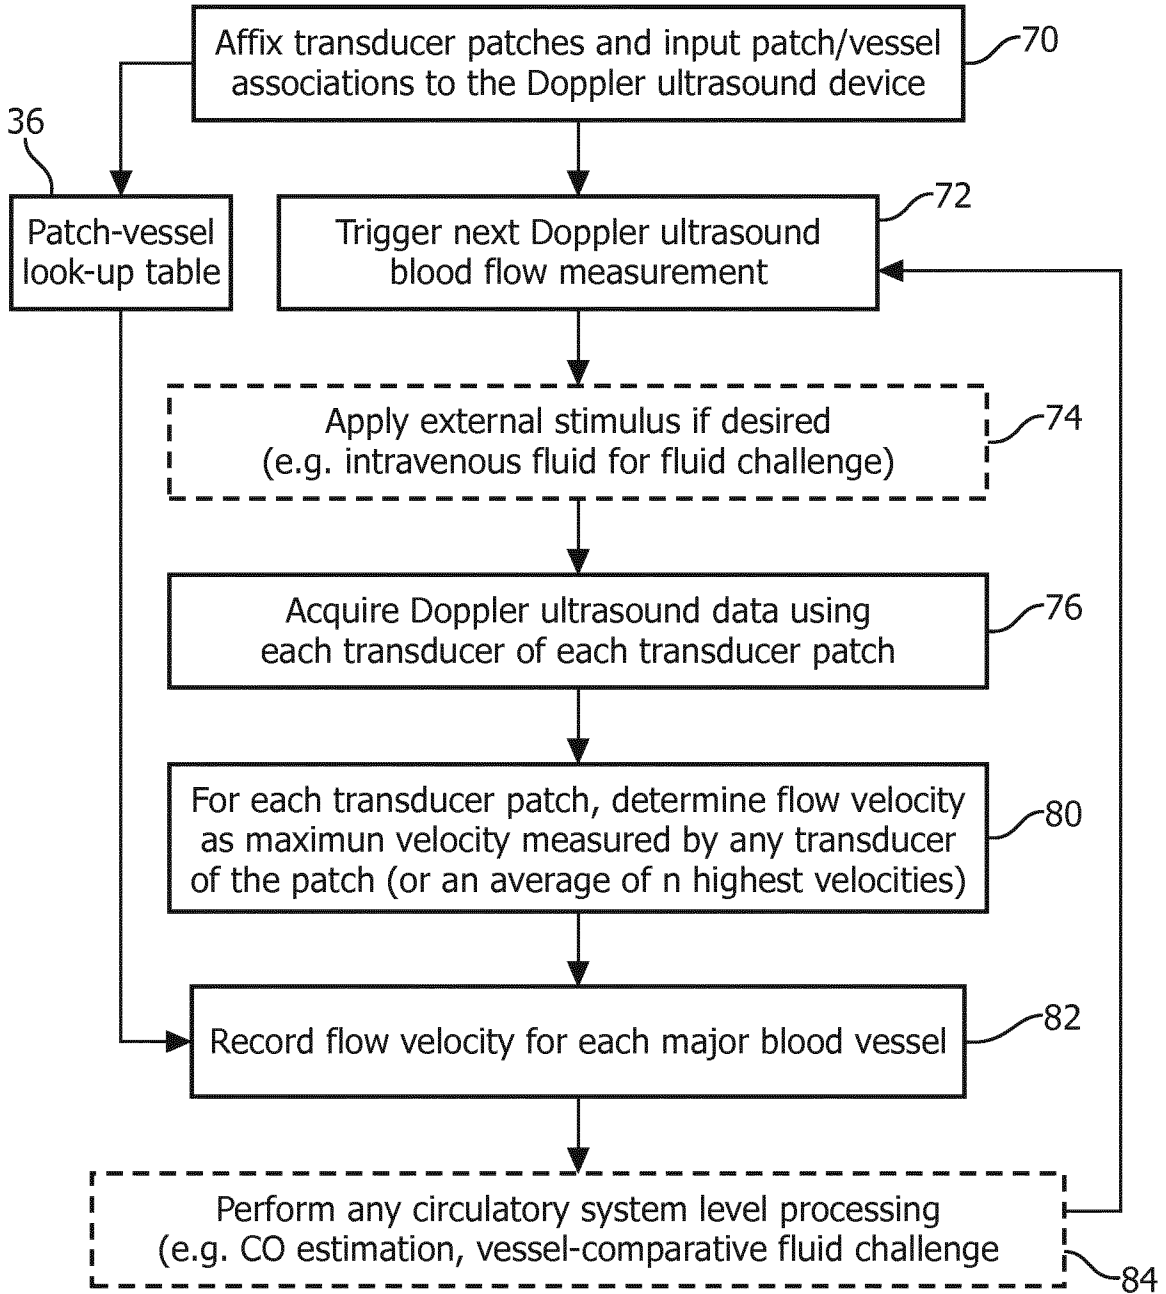 Affix transducer patches and input patch/vessel
associations to the Doppler ultrasound device
70
36
Patch-vessel
look-up table
72
Trigger next Doppler ultrasound
blood flow measurement
Apply external stimulus if desired
(e.g. intravenous fluid for fluid challenge)
74
Acquire Doppler ultrasound data using
each transducer of each transducer patch
76
For each transducer patch, determine flow velocity
as maximun velocity measured by any transducer
of the patch (or an average of n highest velocities)
80
Record flow velocity for each major blood vessel
82
Perform any circulatory system level processing
(e.g. CO estimation, vessel-comparative fluid challenge
84